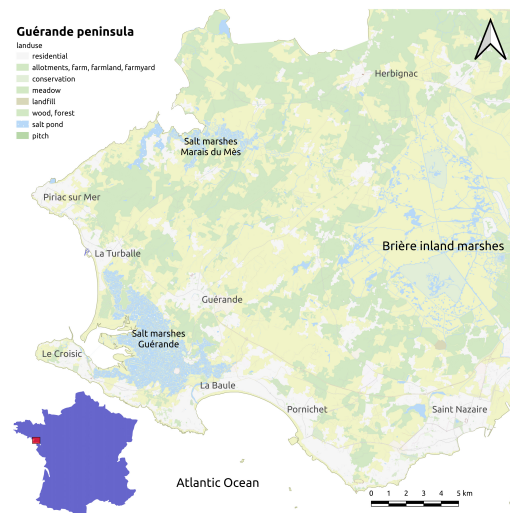 Guérande peninsula
landuse
residential
allotments, farm, farmland, farmyard
conservation
meadow
landfill
wood, forest
salt pond
pitch
Herbignac
Salt marshes
Marais du Mès
Piriac sur Mer
La Turballe
Brière inland marshes
Guérande
Salt marshes
Guérande
Le Croisic
La Baule
Pornichet
Saint Nazaire
Atlantic Ocean
0 1 2 3 4 5 km